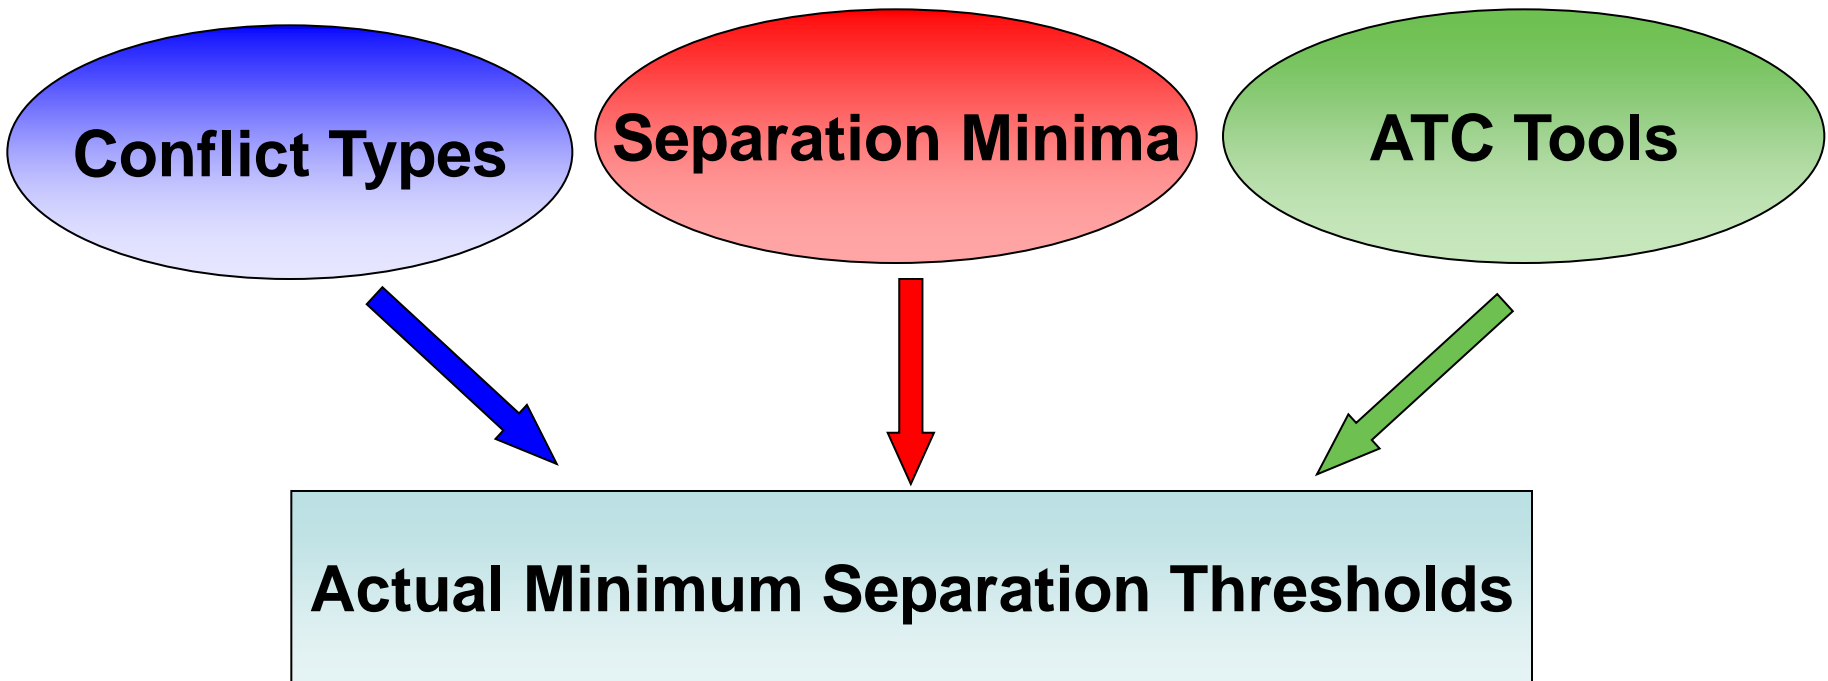 Conflict Types
Separation Minima
ATC Tools
Actual Minimum Separation Thresholds